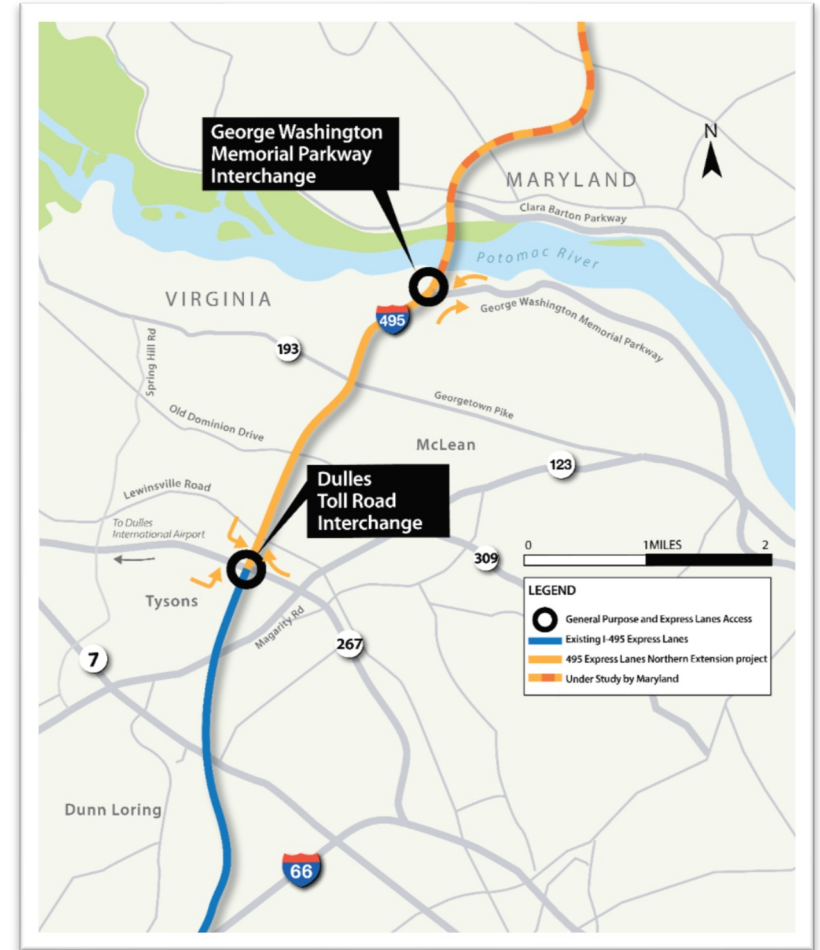 George Washington
Memorial Parkway
Interchange
N
MARYLAND
Clara Barton Parkway
Potomac River
VIRGINIA
495
George Washington Memorial Parkway
193
Spring Hill Rd
Georgetown Pike
Old Dominion Drive
McLean
123
Dulles
Toll Road
Interchange
Lewinsville Road
To Dulles
International Airport
0 1MILES 2
309
LEGEND
General Purpose and Express Lanes Access
Existing I-495 Express Lanes
495 Express Lanes Northern Extension project
Under Study by Maryland
Tysons
Magarity Rd
267
7
Dunn Loring
66